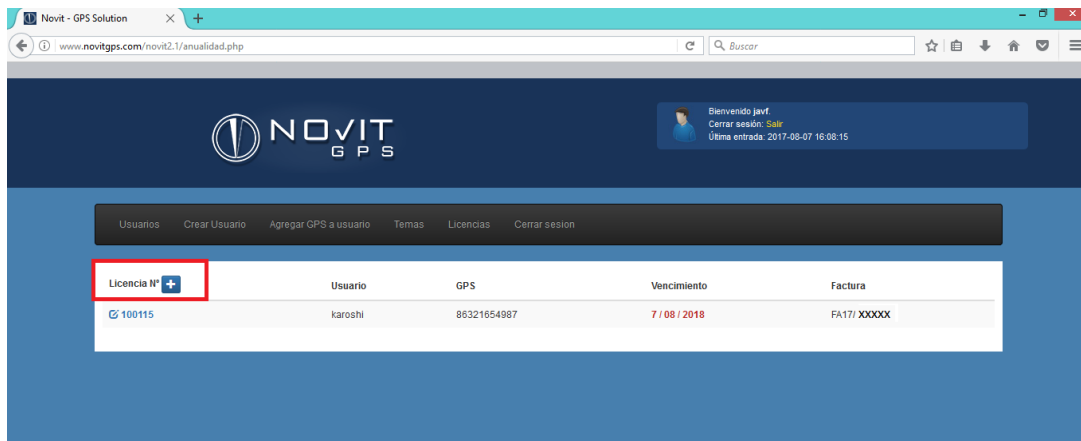 Novit - GPS Solution
www.novitgps.com/novit2.1/anualidad.php
Buscar
NOVIT
GPS
Bienvenido javf.
Cerrar sesión: Salir
Última entrada: 2017-08-07 16:08:15
Usuarios Crear Usuario Agregar GPS a usuario Temas Licencias Cerrar sesion
Licencia N° + Usuario GPS Vencimiento Factura
100115 karoshi 86321654987 7 / 08 / 2018 FA17/ XXXXX